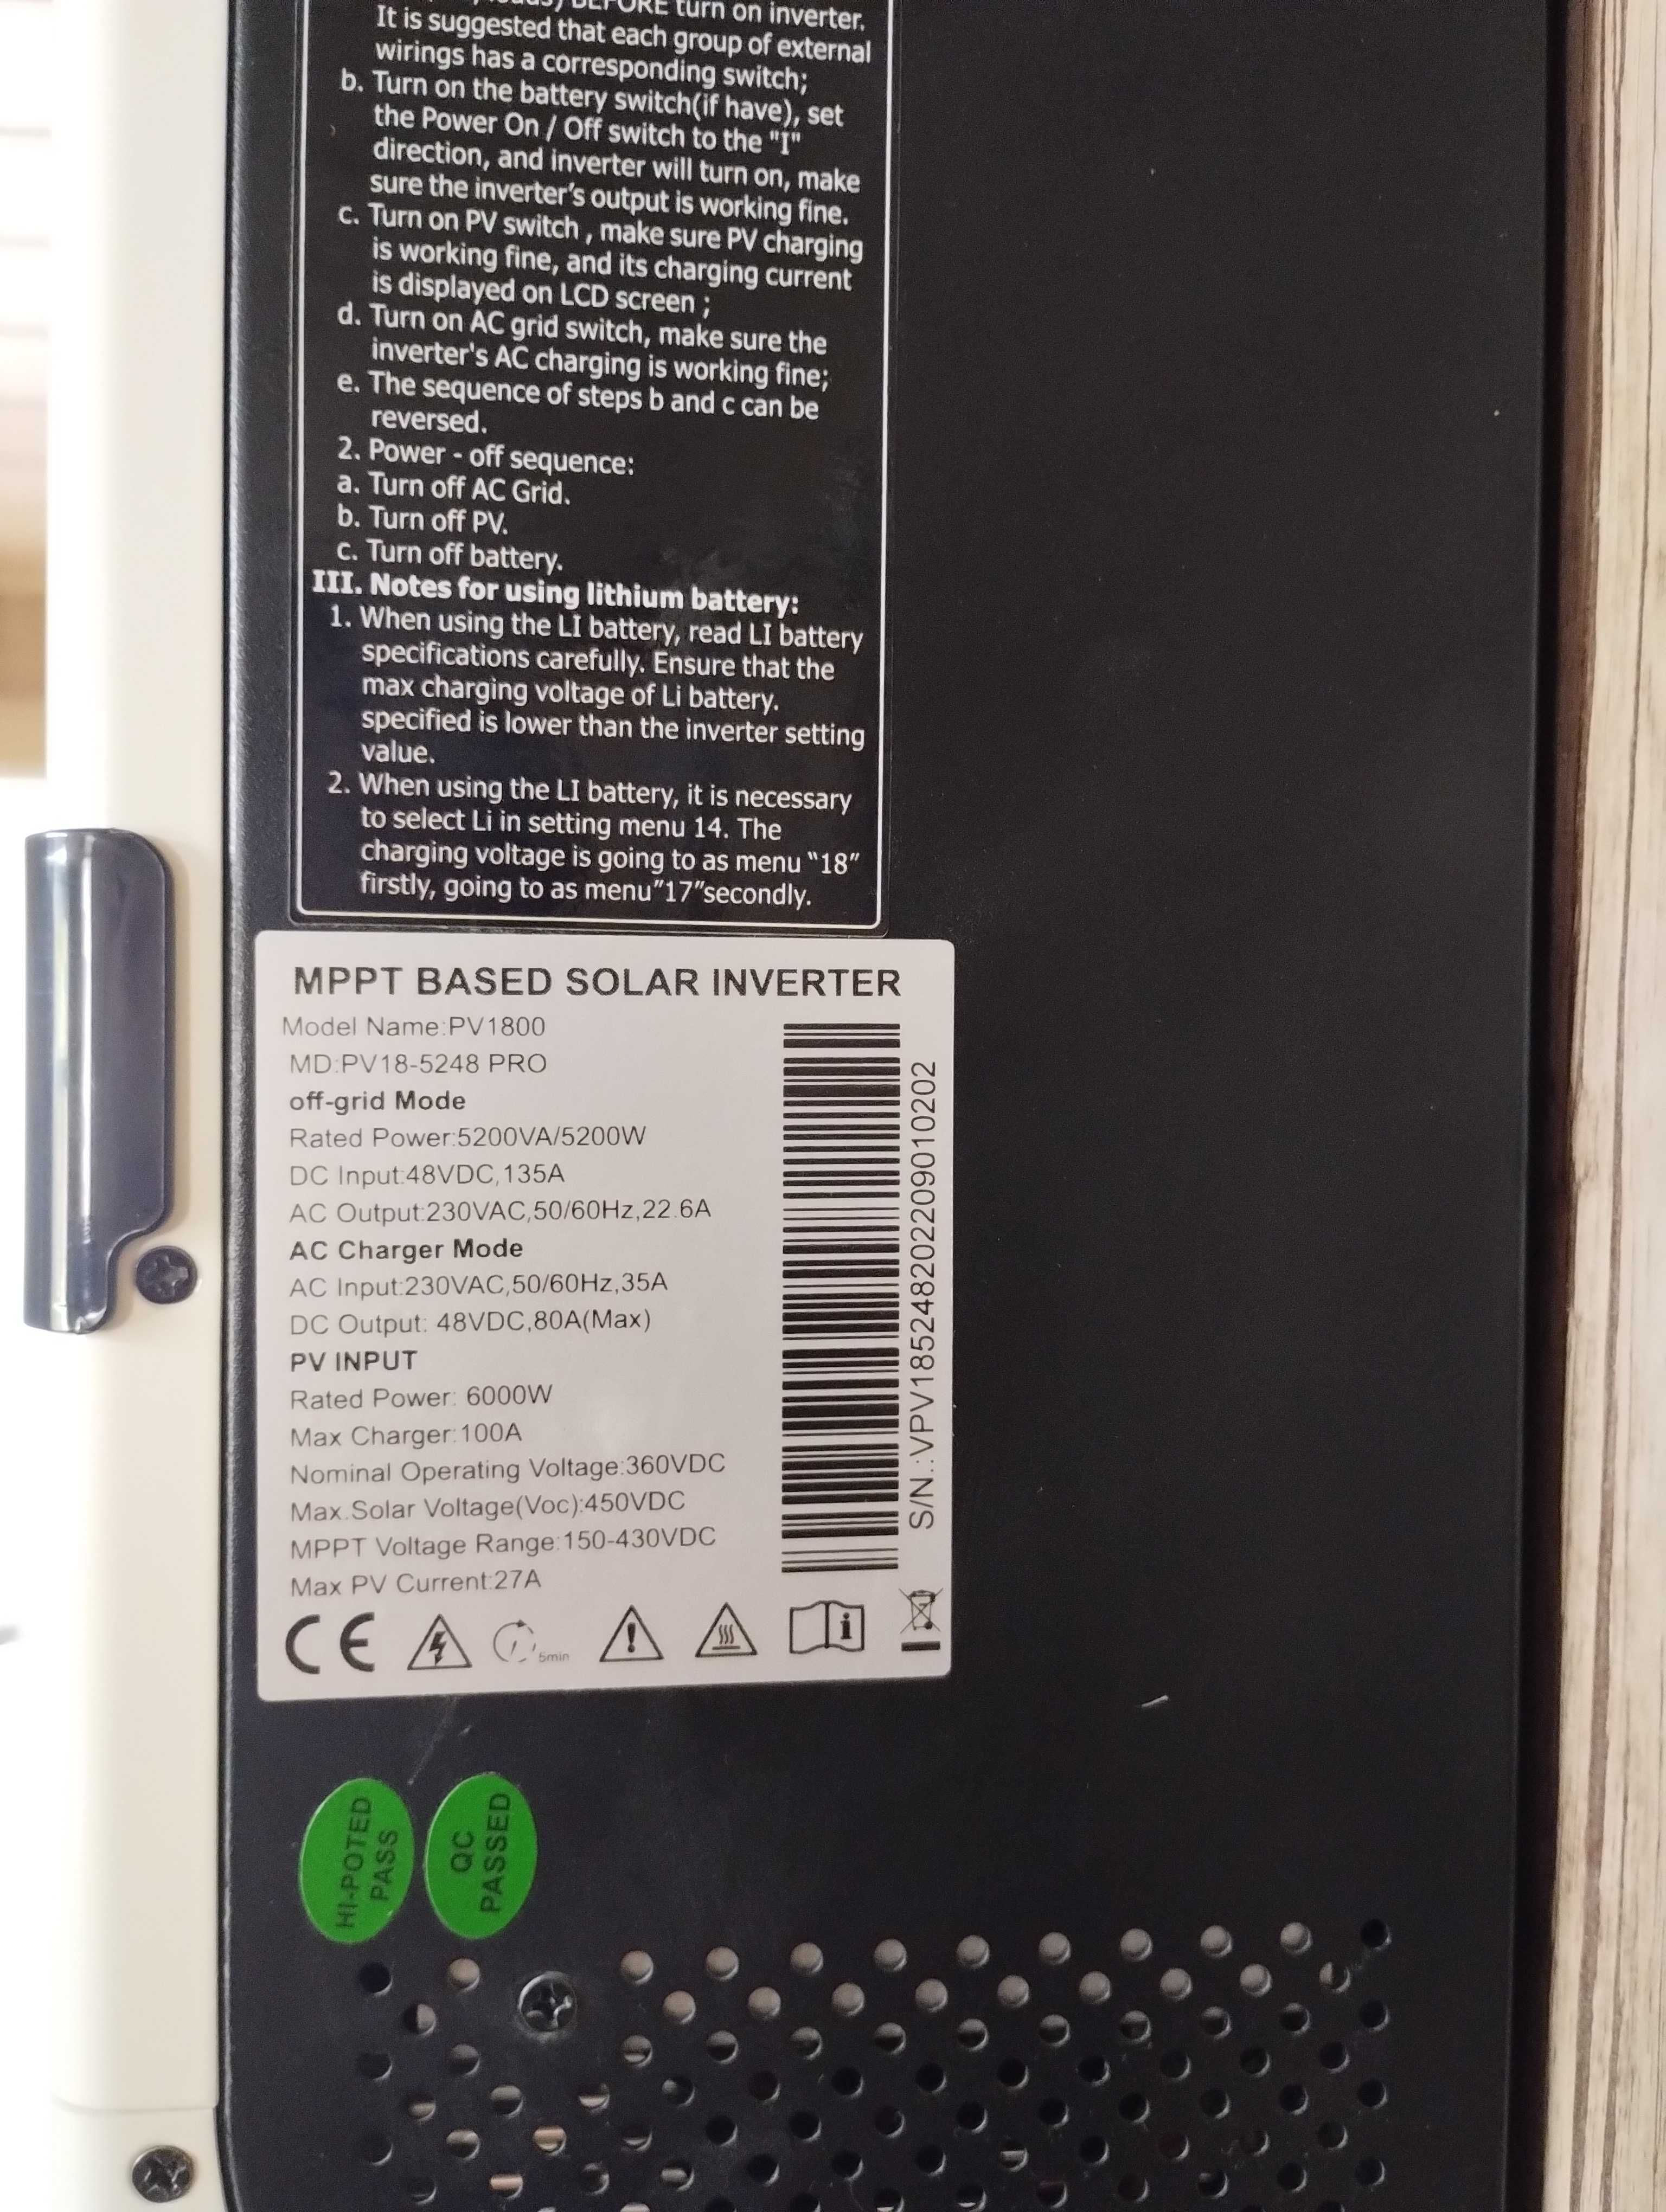 BEFORE turn on inverter.
It is suggested that each group of external
wirings has a corresponding switch;
b. Turn on the battery switch(if have), set
the Power On / Off switch to the "I"
direction, and inverter will turn on, make
sure the inverter's output is working fine.
c. Turn on PV switch , make sure PV charging
is working fine, and its charging current
is displayed on LCD screen ;
d. Turn on AC grid switch, make sure the
inverter's AC charging is working fine;
e. The sequence of steps b and c can be
reversed.
2. Power - off sequence:
a. Turn off AC Grid.
b. Turn off PV.
c. Turn off battery.
III. Notes for using lithium battery:
1. When using the LI battery, read LI battery
specifications carefully. Ensure that the
max charging voltage of Li battery.
specified is lower than the inverter setting
value.
2. When using the LI battery, it is necessary
to select Li in setting menu 14. The
charging voltage is going to as menu "18"
firstly, going to as menu"17"secondly.
MPPT BASED SOLAR INVERTER
Model Name:PV1800
MD:PV18-5248 PRO
off-grid Mode
Rated Power:5200VA/5200W
DC Input:48VDC,135A
AC Output:230VAC,50/60Hz,22.6A
AC Charger Mode
AC Input:230VAC,50/60Hz,35A
DC Output: 48VDC,80A(Max)
PV INPUT
Rated Power: 6000W
Max Charger:100A
Nominal Operating Voltage:360VDC
Max.Solar Voltage(Voc):450VDC
MPPT Voltage Range:150-430VDC
Max PV Current:27A
S/N.:VPV18524820220901020​2
CE
5min
HI-POTED
PASS
QC
PASSED